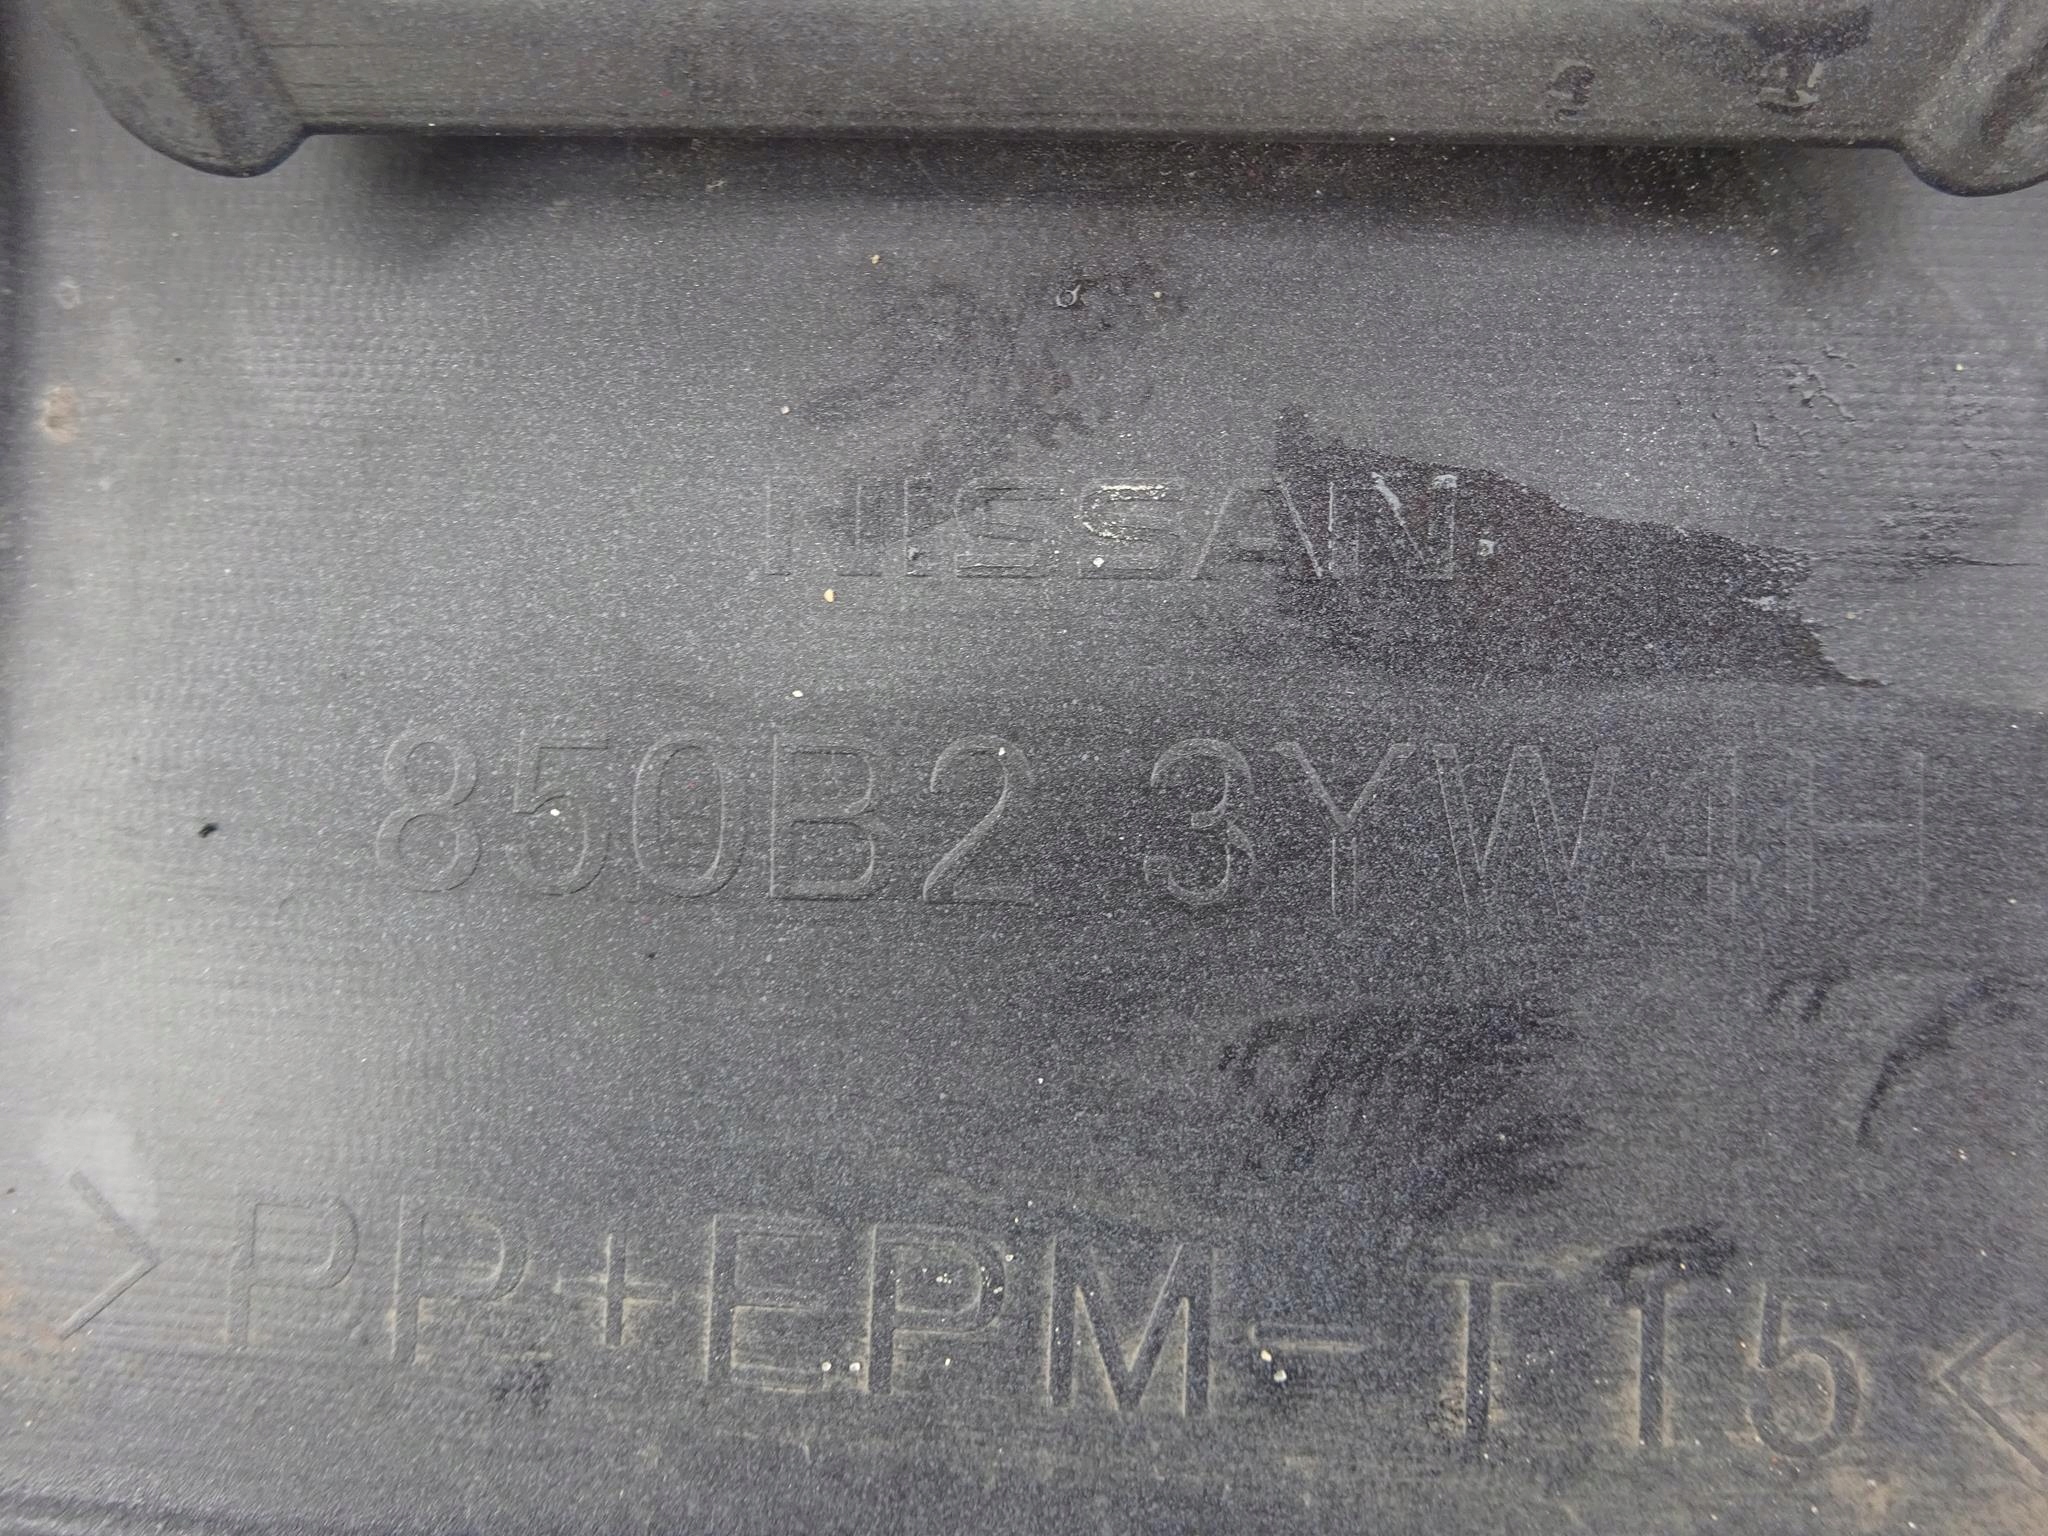 NISSAN
850B2 3YW4H
>PP+EPM-T15<